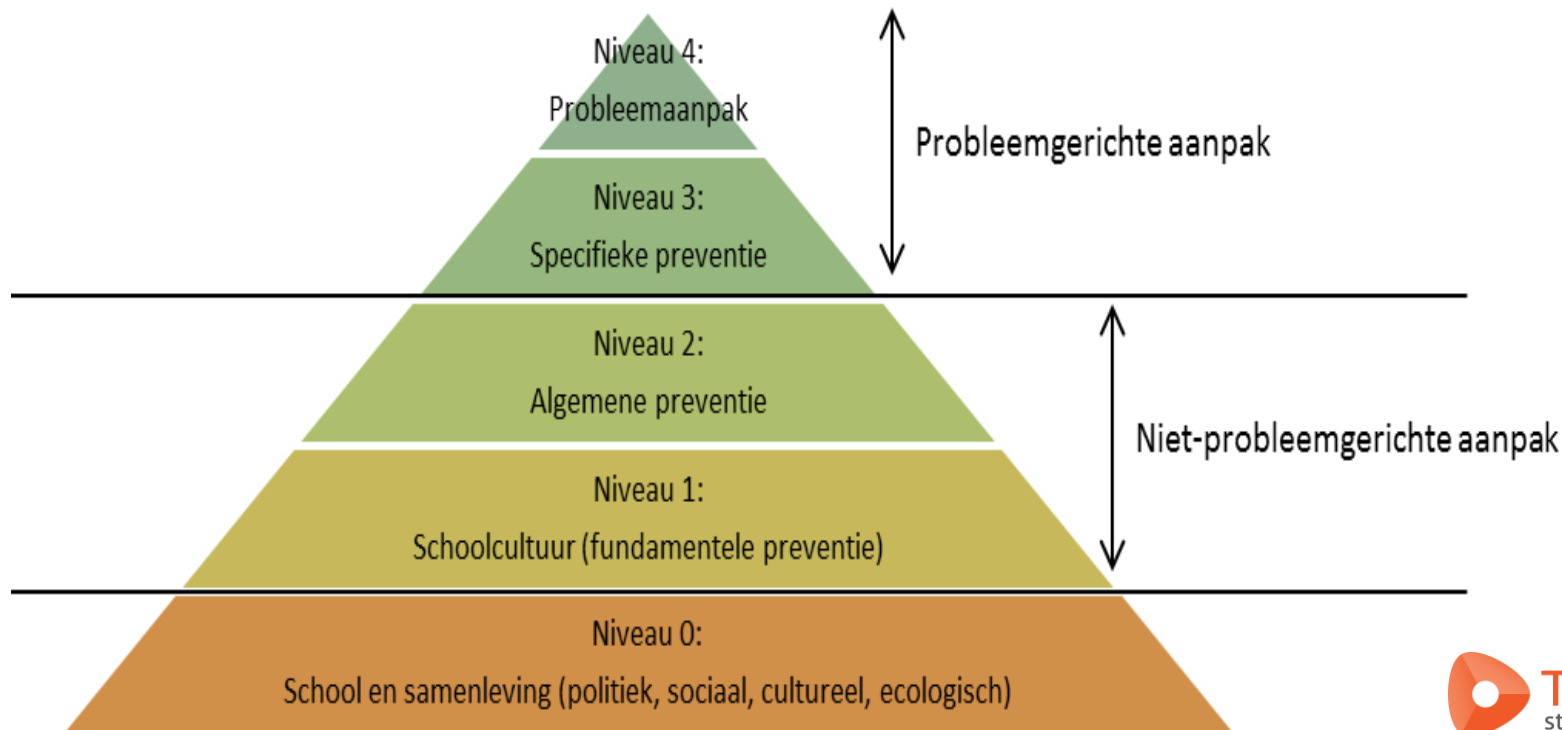 Niveau 4:
Probleemaanpak
Probleemgerichte aanpak
Niveau 3:
Specifieke preventie
Niveau 2:
Algemene preventie
Niet-probleemgerichte aanpak
Niveau 1:
Schoolcultuur (fundamentele preventie)
Niveau 0:
School en samenleving (politiek, sociaal, cultureel, ecologisch)